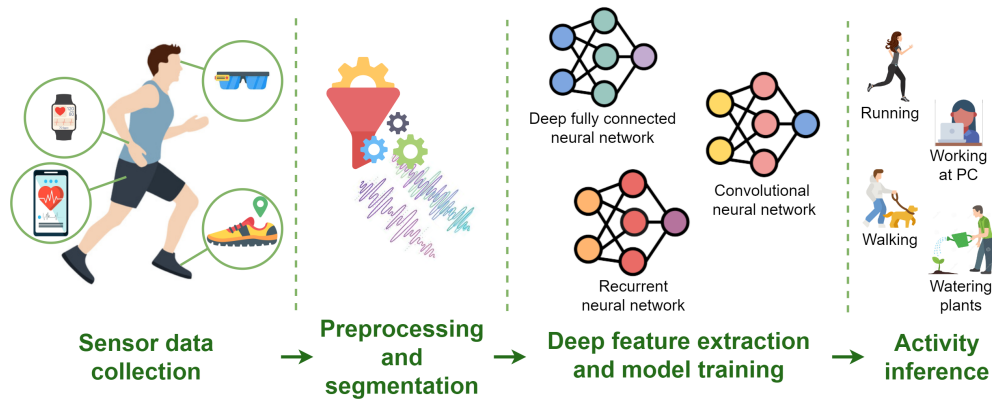 Deep fully connected
neural network
Convolutional
neural network
Recurrent
neural network
Running
Working
at PC
Walking
Watering
plants
Sensor data
collection
Preprocessing
and
segmentation
Deep feature extraction
and model training
Activity
inference